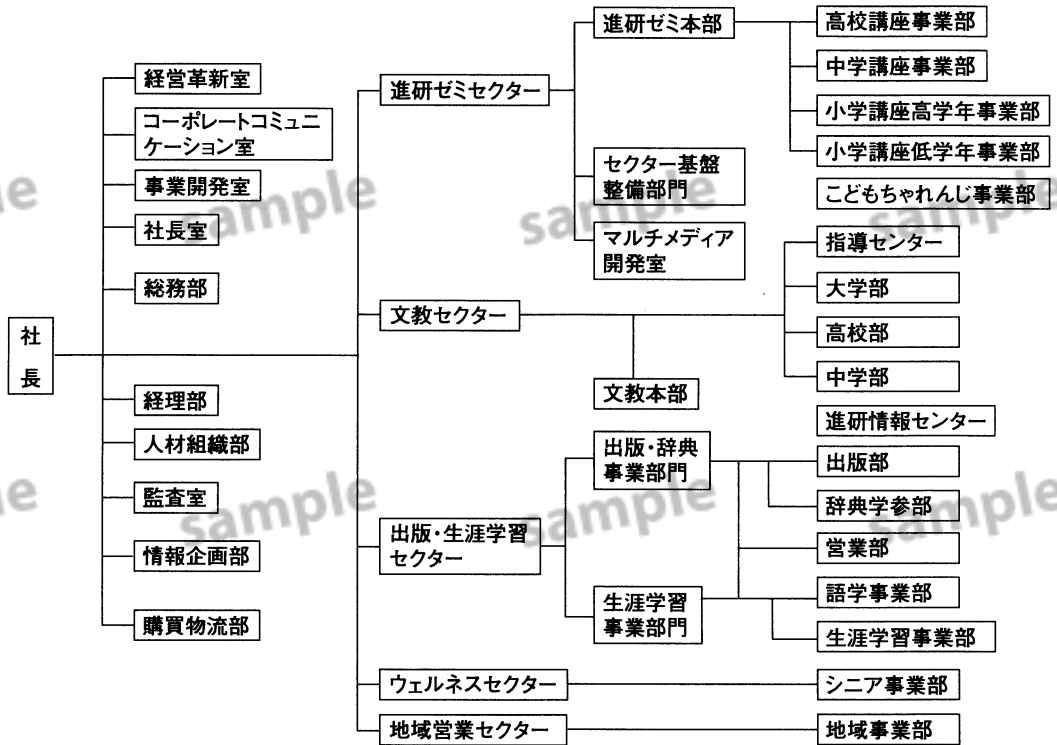 社
長
経営革新室
コーポレートコミュニ
ケーション室
事業開発室
社長室
総務部
経理部
人材組織部
監査室
情報企画部
購買物流部
進研ゼミセクター
文教セクター
出版・生涯学習
セクター
ウェルネスセクター
地域営業セクター
進研ゼミ本部
セクター基盤
整備部門
マルチメディア
開発室
文教本部
出版・辞典
事業部門
生涯学習
事業部門
高校講座事業部
中学講座事業部
小学講座高学年事業部
小学講座低学年事業部
こどもちゃれんじ事業部
指導センター
大学部
高校部
中学部
進研情報センター
出版部
辞典学参部
営業部
語学事業部
生涯学習事業部
シニア事業部
地域事業部
sample
sample
sample
sample
sample
sample
sample
sample